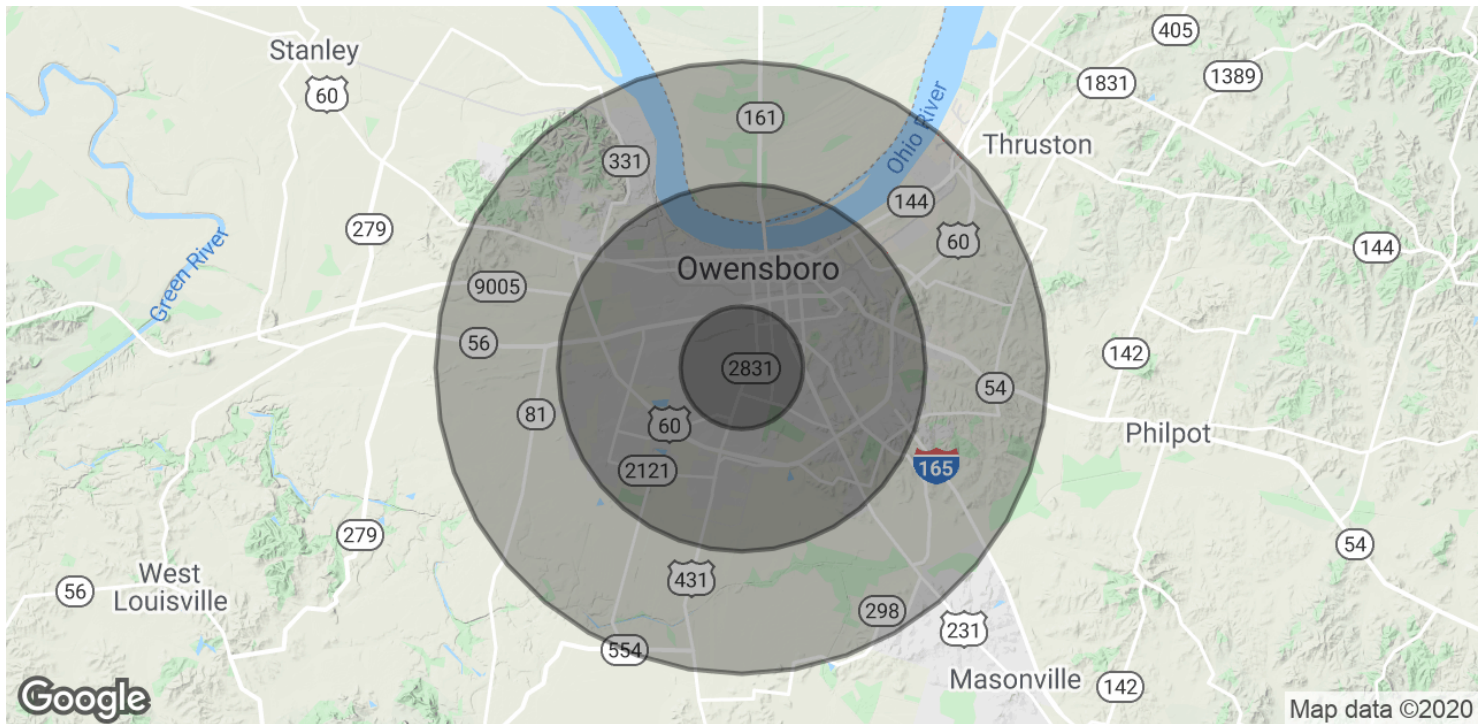 405
Stanley
1389
1831
60
161
Ohio River
Thruston
331
144
279
60
144
Green River
Owensboro
9005
56
142
2831
54
81
60
Philpot
165
2121
279
54
West
Louisville
56
431
298
231
554
Masonville
142
Google
Map data ©2020